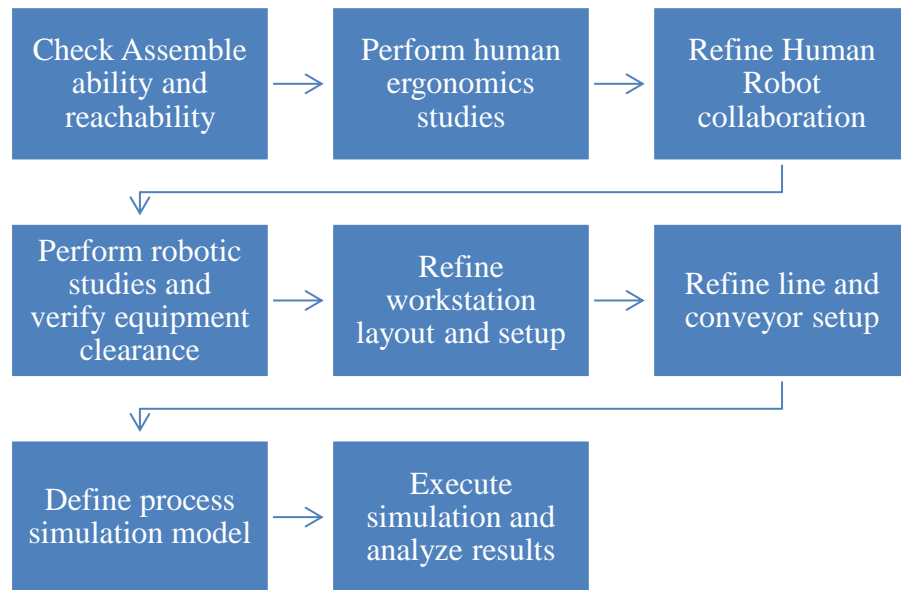 Check Assemble
ability and
reachability
Perform human
ergonomics
studies
Refine Human
Robot
collaboration
Perform robotic
studies and
verify equipment
clearance
Refine
workstation
layout and setup
Refine line and
conveyor setup
Define process
simulation model
Execute
simulation and
analyze results